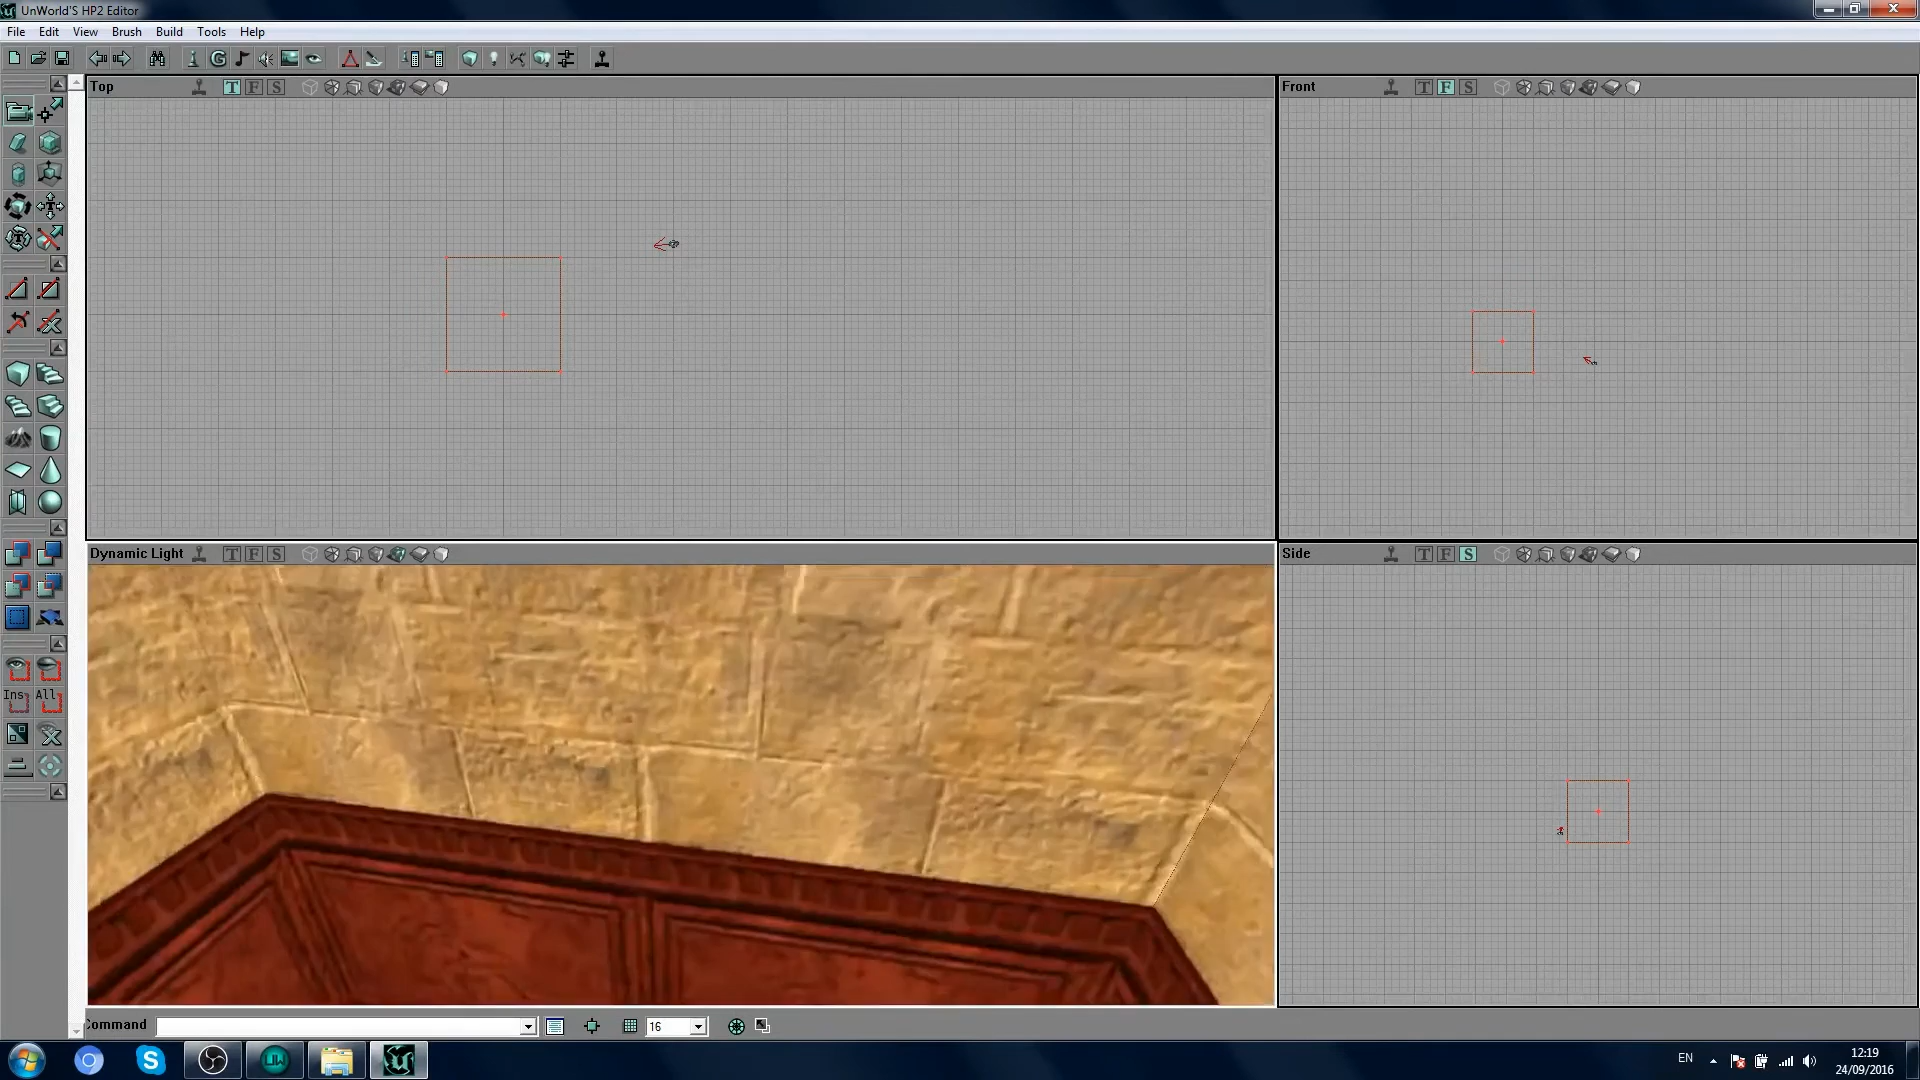 UnWorld'S HP2 Editor
File Edit View Brush Build Tools Help
Top T F S
Front T F S
Dynamic Light T F S
Side T F S
Ins All
Command 16
EN
12:19
24/09/2016